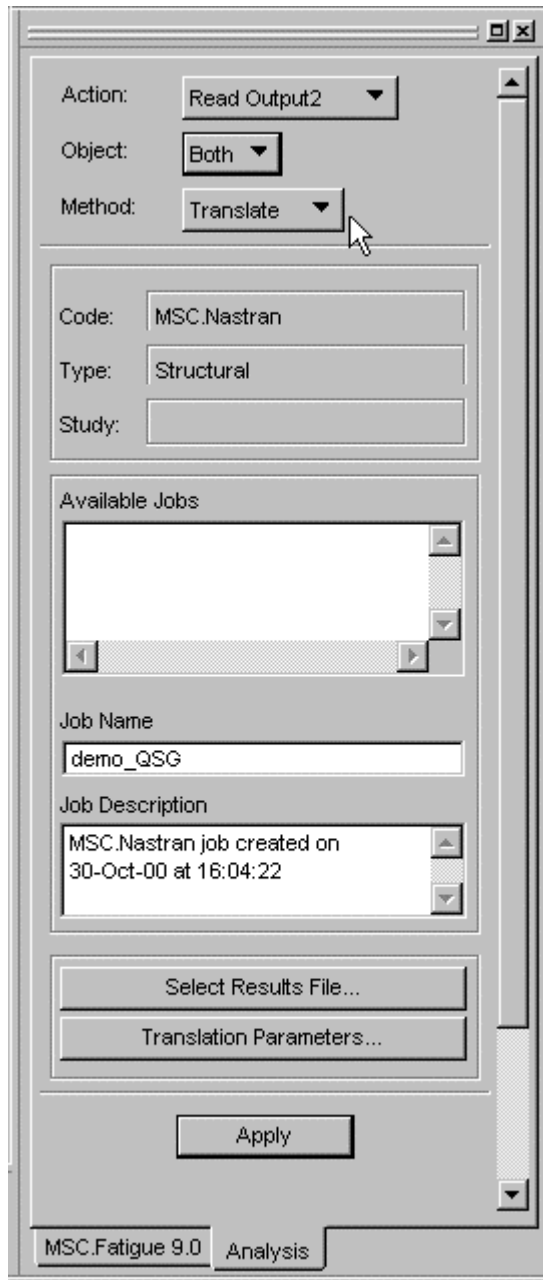 Action: Read Output2
Object: Both
Method: Translate
Code: MSC.Nastran
Type: Structural
Study:
Available Jobs
Job Name
demo_QSG
Job Description
MSC.Nastran job created on
30-Oct-00 at 16:04:22
Select Results File...
Translation Parameters...
Apply
MSC.Fatigue 9.0 Analysis